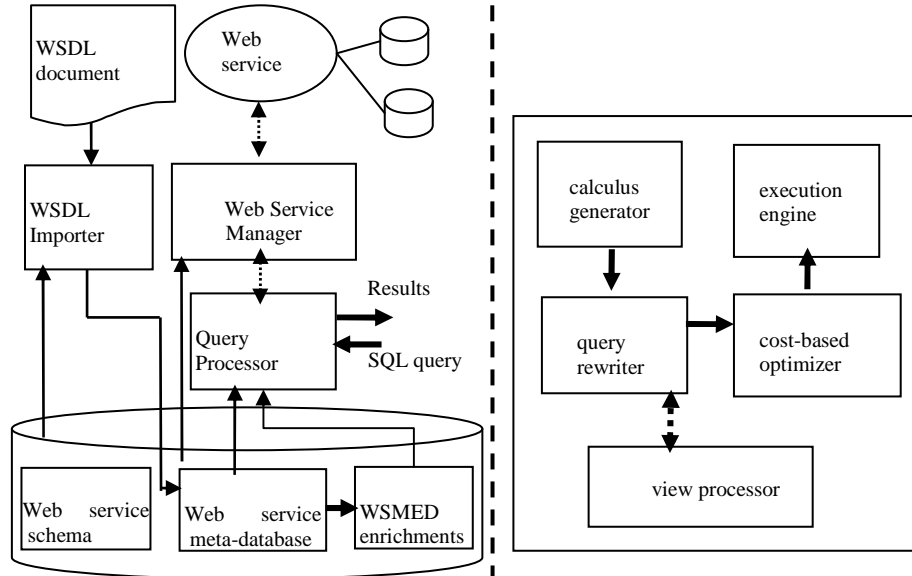 WSDL
document
Web
service
WSDL
Importer
Web Service
Manager
Results
Query
Processor
SQL query
Web service
schema
Web service
meta-database
WSMED
enrichments
calculus
generator
execution
engine
query
rewriter
cost-based
optimizer
view processor